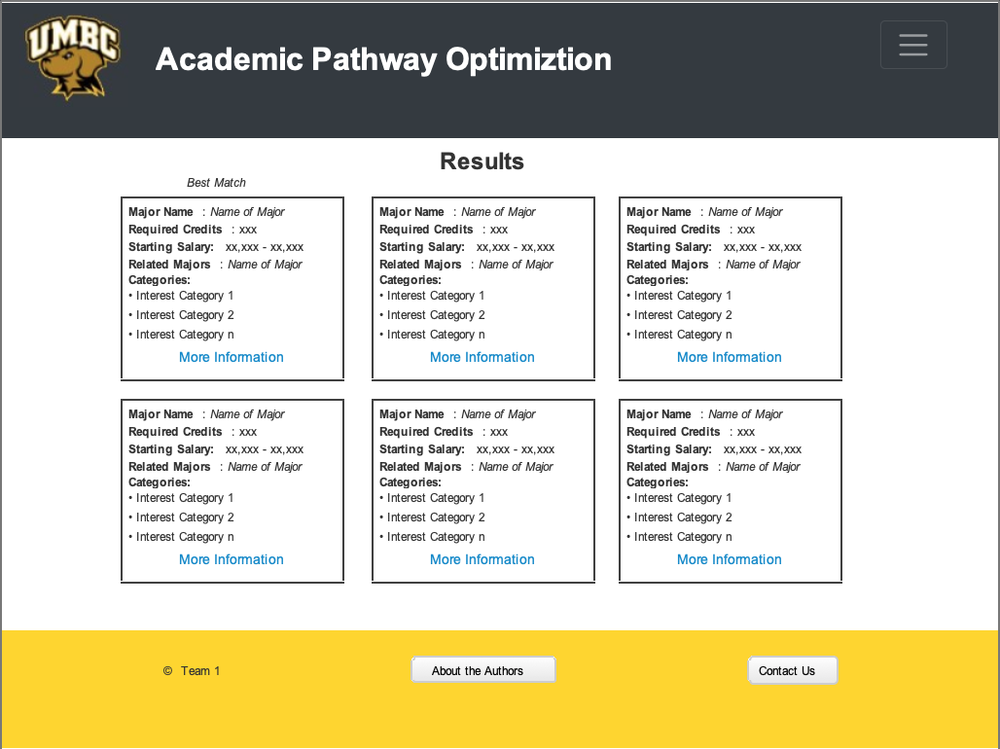 UMBC
Academic Pathway Optimiztion
Results
Best Match
Major Name : Name of Major
Required Credits : xxx
Starting Salary: xx,xxx - xx,xxx
Related Majors : Name of Major
Categories:
• Interest Category 1
• Interest Category 2
• Interest Category n
More Information
Major Name : Name of Major
Required Credits : xxx
Starting Salary: xx,xxx - xx,xxx
Related Majors : Name of Major
Categories:
• Interest Category 1
• Interest Category 2
• Interest Category n
More Information
Major Name : Name of Major
Required Credits : xxx
Starting Salary: xx,xxx - xx,xxx
Related Majors : Name of Major
Categories:
• Interest Category 1
• Interest Category 2
• Interest Category n
More Information
Major Name : Name of Major
Required Credits : xxx
Starting Salary: xx,xxx - xx,xxx
Related Majors : Name of Major
Categories:
• Interest Category 1
• Interest Category 2
• Interest Category n
More Information
Major Name : Name of Major
Required Credits : xxx
Starting Salary: xx,xxx - xx,xxx
Related Majors : Name of Major
Categories:
• Interest Category 1
• Interest Category 2
• Interest Category n
More Information
Major Name : Name of Major
Required Credits : xxx
Starting Salary: xx,xxx - xx,xxx
Related Majors : Name of Major
Categories:
• Interest Category 1
• Interest Category 2
• Interest Category n
More Information
© Team 1
About the Authors
Contact Us